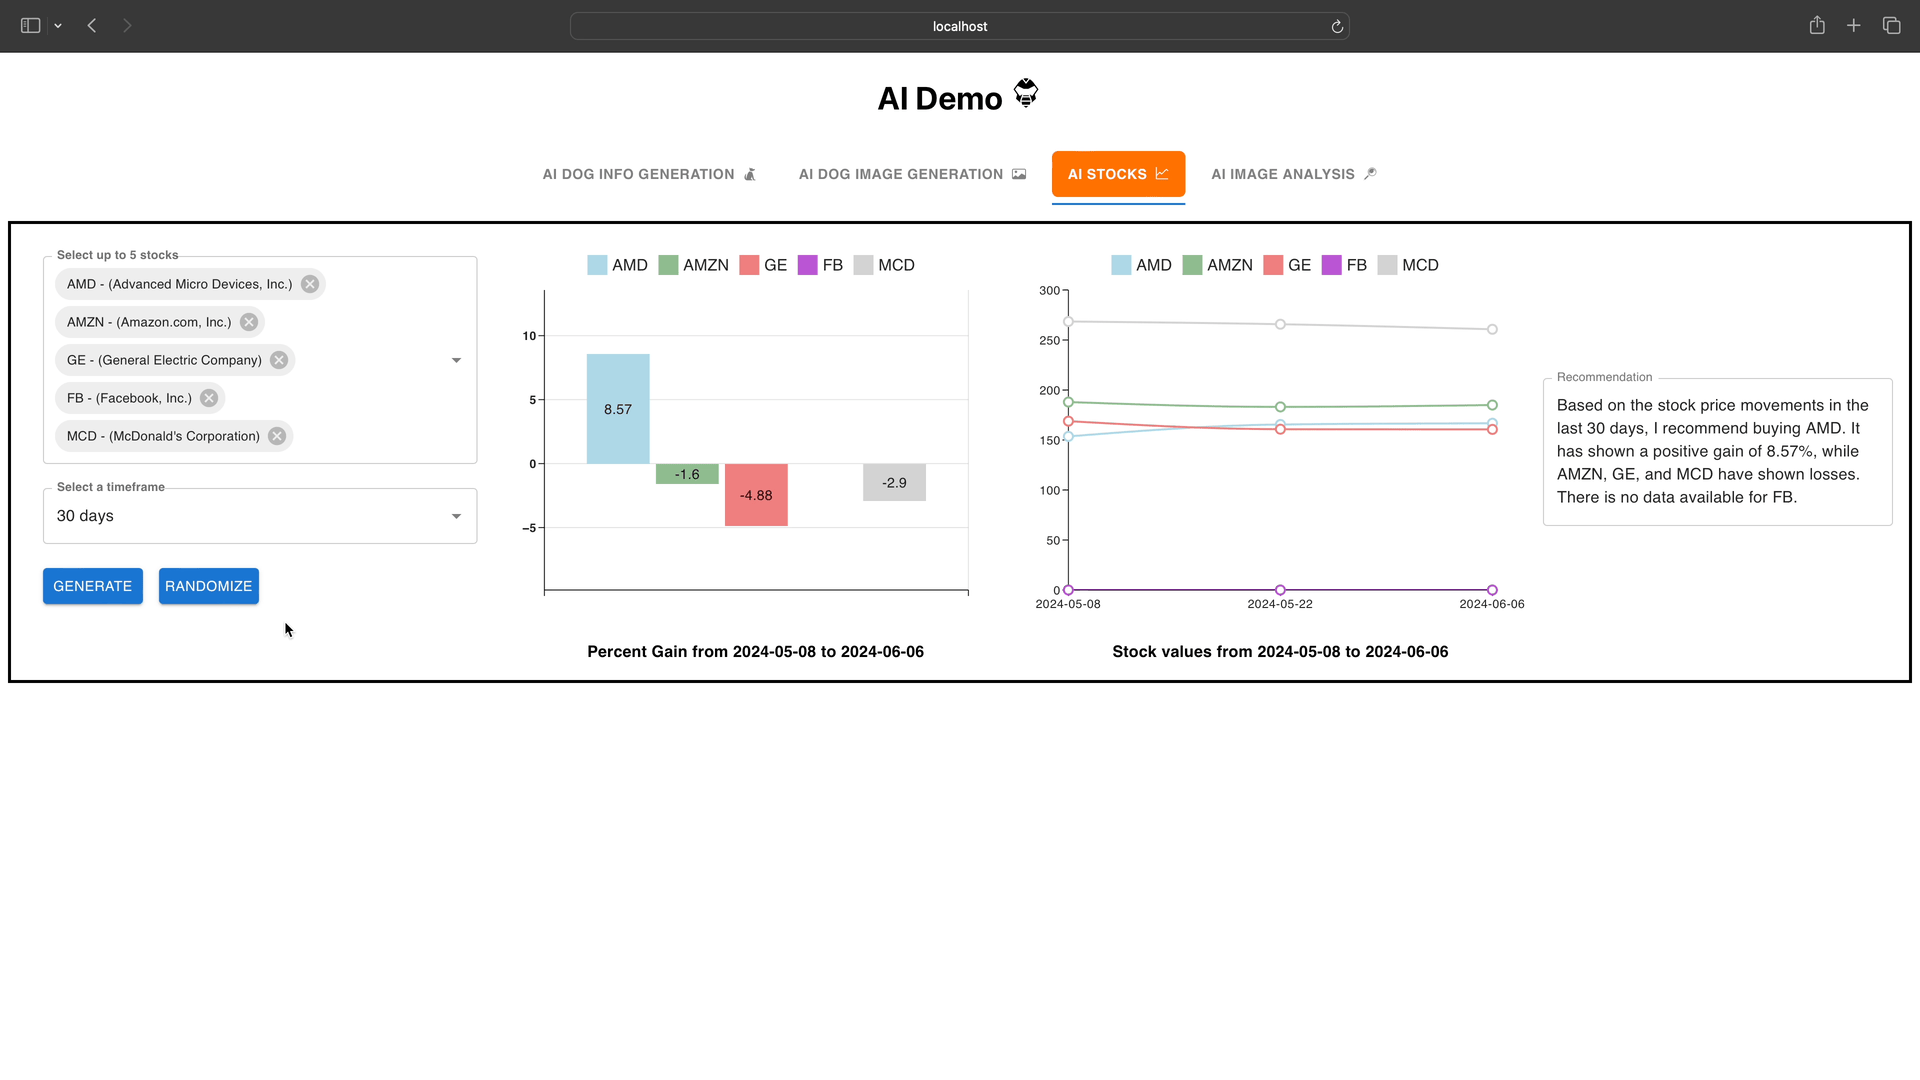 localhost
AI Demo
AI DOG INFO GENERATION
AI DOG IMAGE GENERATION
AI STOCKS
AI IMAGE ANALYSIS
Select up to 5 stocks
AMD - (Advanced Micro Devices, Inc.)
AMZN - (Amazon.com, Inc.)
GE - (General Electric Company)
FB - (Facebook, Inc.)
MCD - (McDonald's Corporation)
Select a timeframe
30 days
GENERATE RANDOMIZE
AMD AMZN GE FB MCD
10
5
0
−5
8.57
-1.6
-4.88
-2.9
Percent Gain from 2024-05-08 to 2024-06-06
AMD AMZN GE FB MCD
300
250
200
150
100
50
0
2024-05-08 2024-05-22 2024-06-06
Stock values from 2024-05-08 to 2024-06-06
Recommendation
Based on the stock price movements in the
last 30 days, I recommend buying AMD. It
has shown a positive gain of 8.57%, while
AMZN, GE, and MCD have shown losses.
There is no data available for FB.